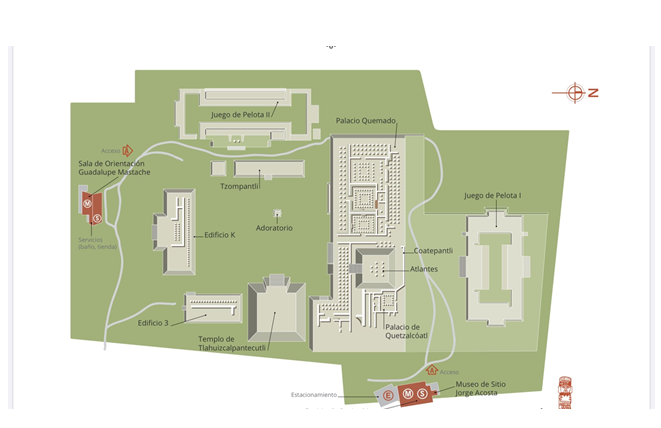 Juego de Pelota II
Palacio Quemado
N
Acceso
A
Sala de Orientación
Guadalupe Mastache
M
S
Servicios
(baño, tienda)
Tzompantli
Juego de Pelota I
Edificio K
Adoratorio
Coatepantli
Atlantes
Edificio 3
Templo de
Tlahuizcalpantecutli
Palacio de
Quetzalcóatl
A
Acceso
Museo de Sitio
Jorge Acosta
Estacionamiento
E
M
S